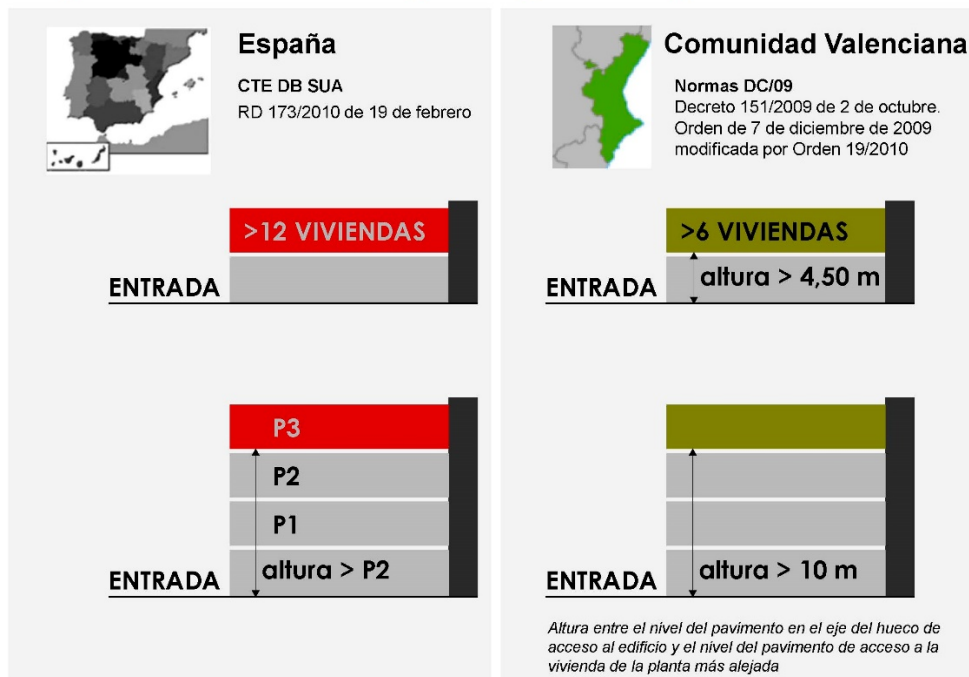 España
CTE DB SUA
RD 173/2010 de 19 de febrero
>12 VIVIENDAS
ENTRADA
P3
P2
P1
altura > P2
ENTRADA
Comunidad Valenciana
Normas DC/09
Decreto 151/2009 de 2 de octubre.
Orden de 7 de diciembre de 2009
modificada por Orden 19/2010
>6 VIVIENDAS
altura > 4,50 m
ENTRADA
altura > 10 m
ENTRADA
Altura entre el nivel del pavimento en el eje del hueco de
acceso al edificio y el nivel del pavimento de acceso a la
vivienda de la planta más alejada